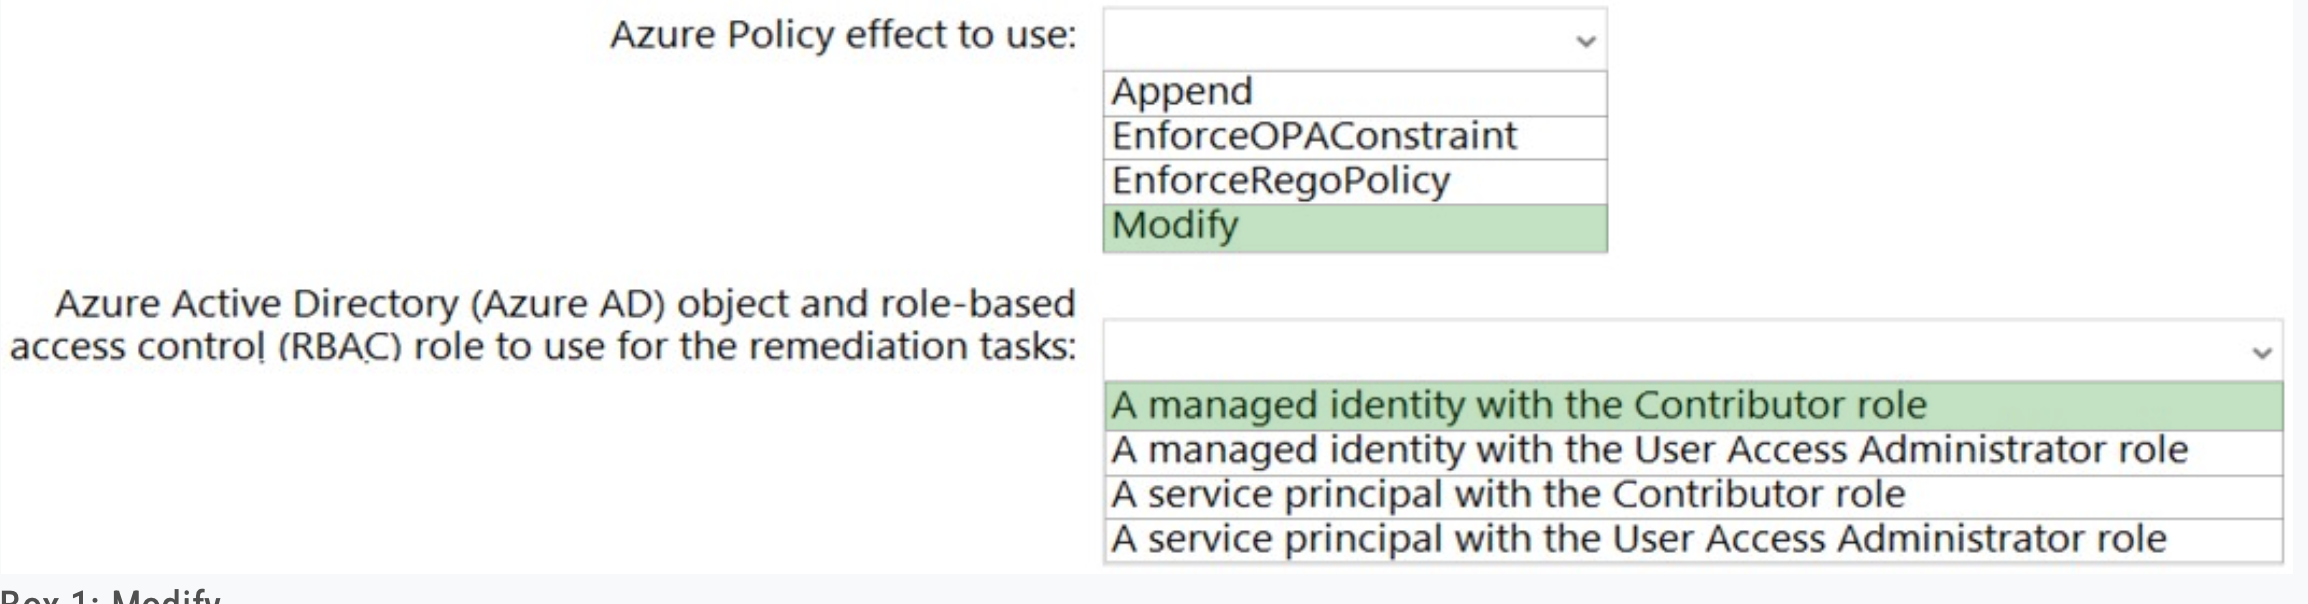 Azure Policy effect to use:
Append
EnforceOPAConstraint
EnforceRegoPolicy
Modify
Azure Active Directory (Azure AD) object and role-based
access control (RBAC) role to use for the remediation tasks:
A managed identity with the Contributor role
A managed identity with the User Access Administrator role
A service principal with the Contributor role
A service principal with the User Access Administrator role
Box 1: Modify